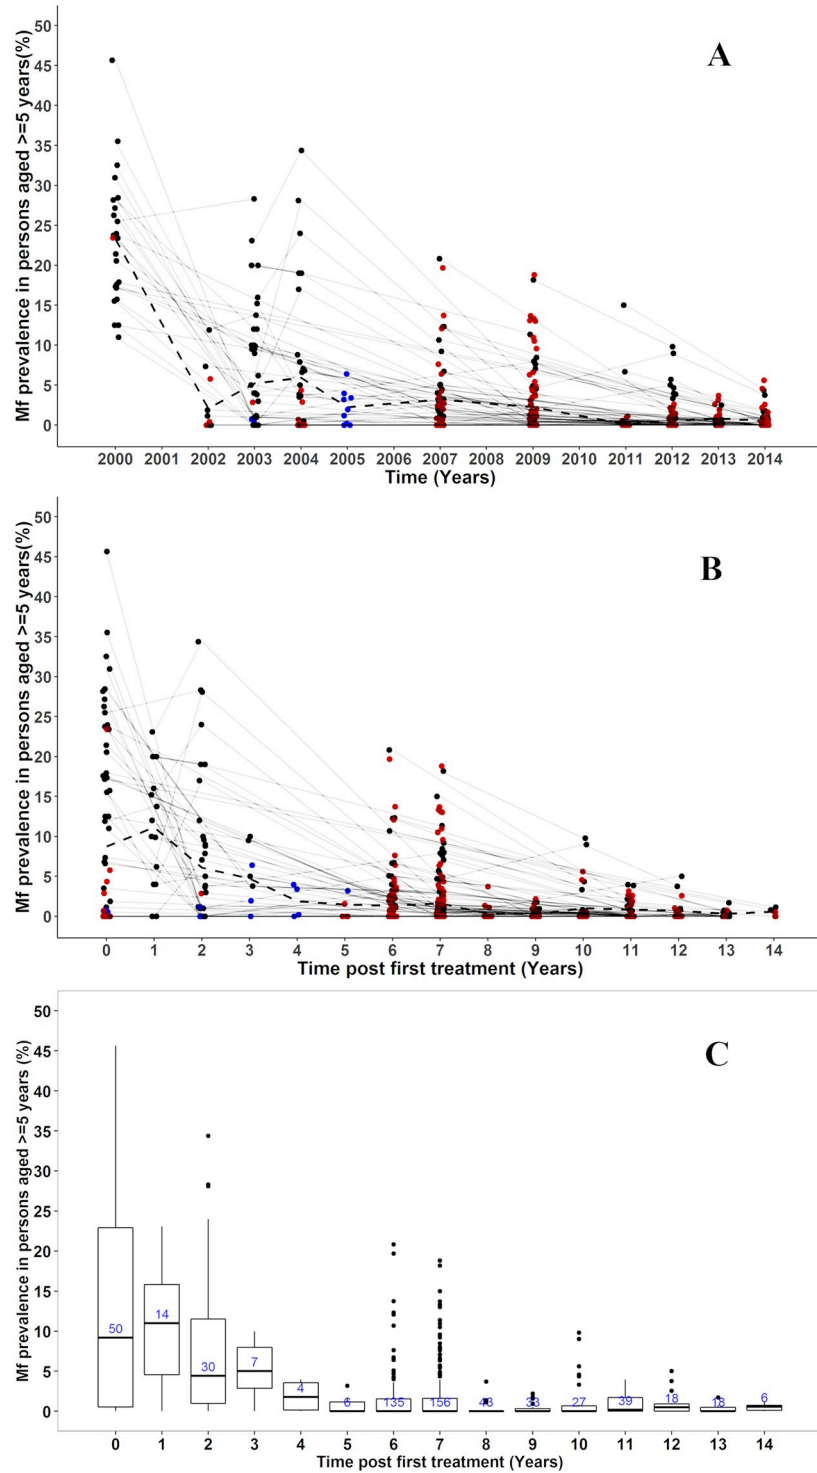 A
Mf prevalence in persons aged >=5 years(%)
50
45
40
35
30
25
20
15
10
5
0
2000 2001 2002 2003 2004 2005 2006 2007 2008 2009 2010 2011 2012 2013 2014
Time (Years)
B
Mf prevalence in persons aged >=5 years(%)
50
45
40
35
30
25
20
15
10
5
0
0 1 2 3 4 5 6 7 8 9 10 11 12 13 14
Time post first treatment (Years)
C
Mf prevalence in persons aged >=5 years (%)
50
45
40
35
30
25
20
15
10
5
0
50 14 30 7 4 6 135 156 43 33 27 39 18 18 6
0 1 2 3 4 5 6 7 8 9 10 11 12 13 14
Time post first treatment (Years)